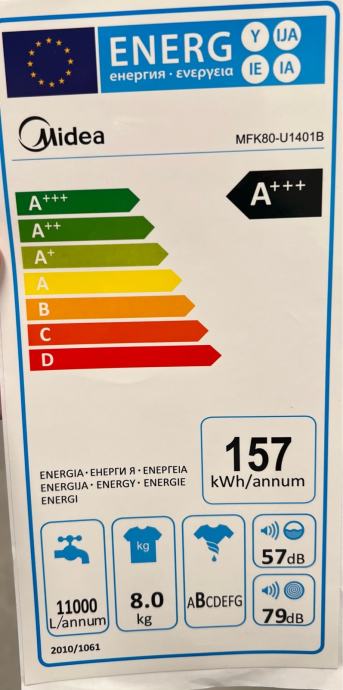 ENERG Y IJA
енергия · ενεργεια IE IA
Midea
MFK80-U1401B
A+++
A+++
A++
A+
A
B
C
D
157
kWh/annum
ENERGIA · ЕНЕРГИ Я · ΕΝΕΡΓΕΙΑ
ENERGIJA · ENERGY · ENERGIE
ENERGI
11000
L/annum
kg
8.0
kg
ABCDEFG
57dB
79dB
2010/1061